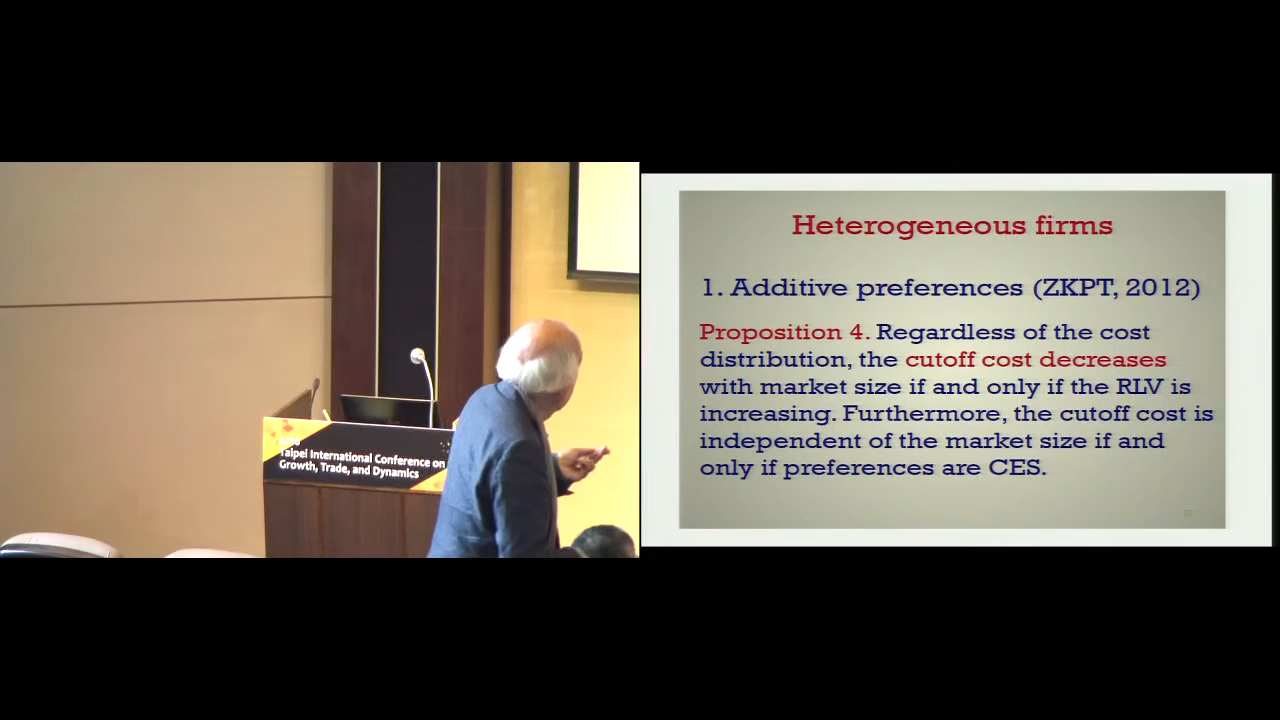 Taipei International Conference on
Growth, Trade, and Dynamics
Heterogeneous firms
1. Additive preferences (ZKPT, 2012)
Proposition 4. Regardless of the cost
distribution, the cutoff cost decreases
with market size if and only if the RLV is
increasing. Furthermore, the cutoff cost is
independent of the market size if and
only if preferences are CES.